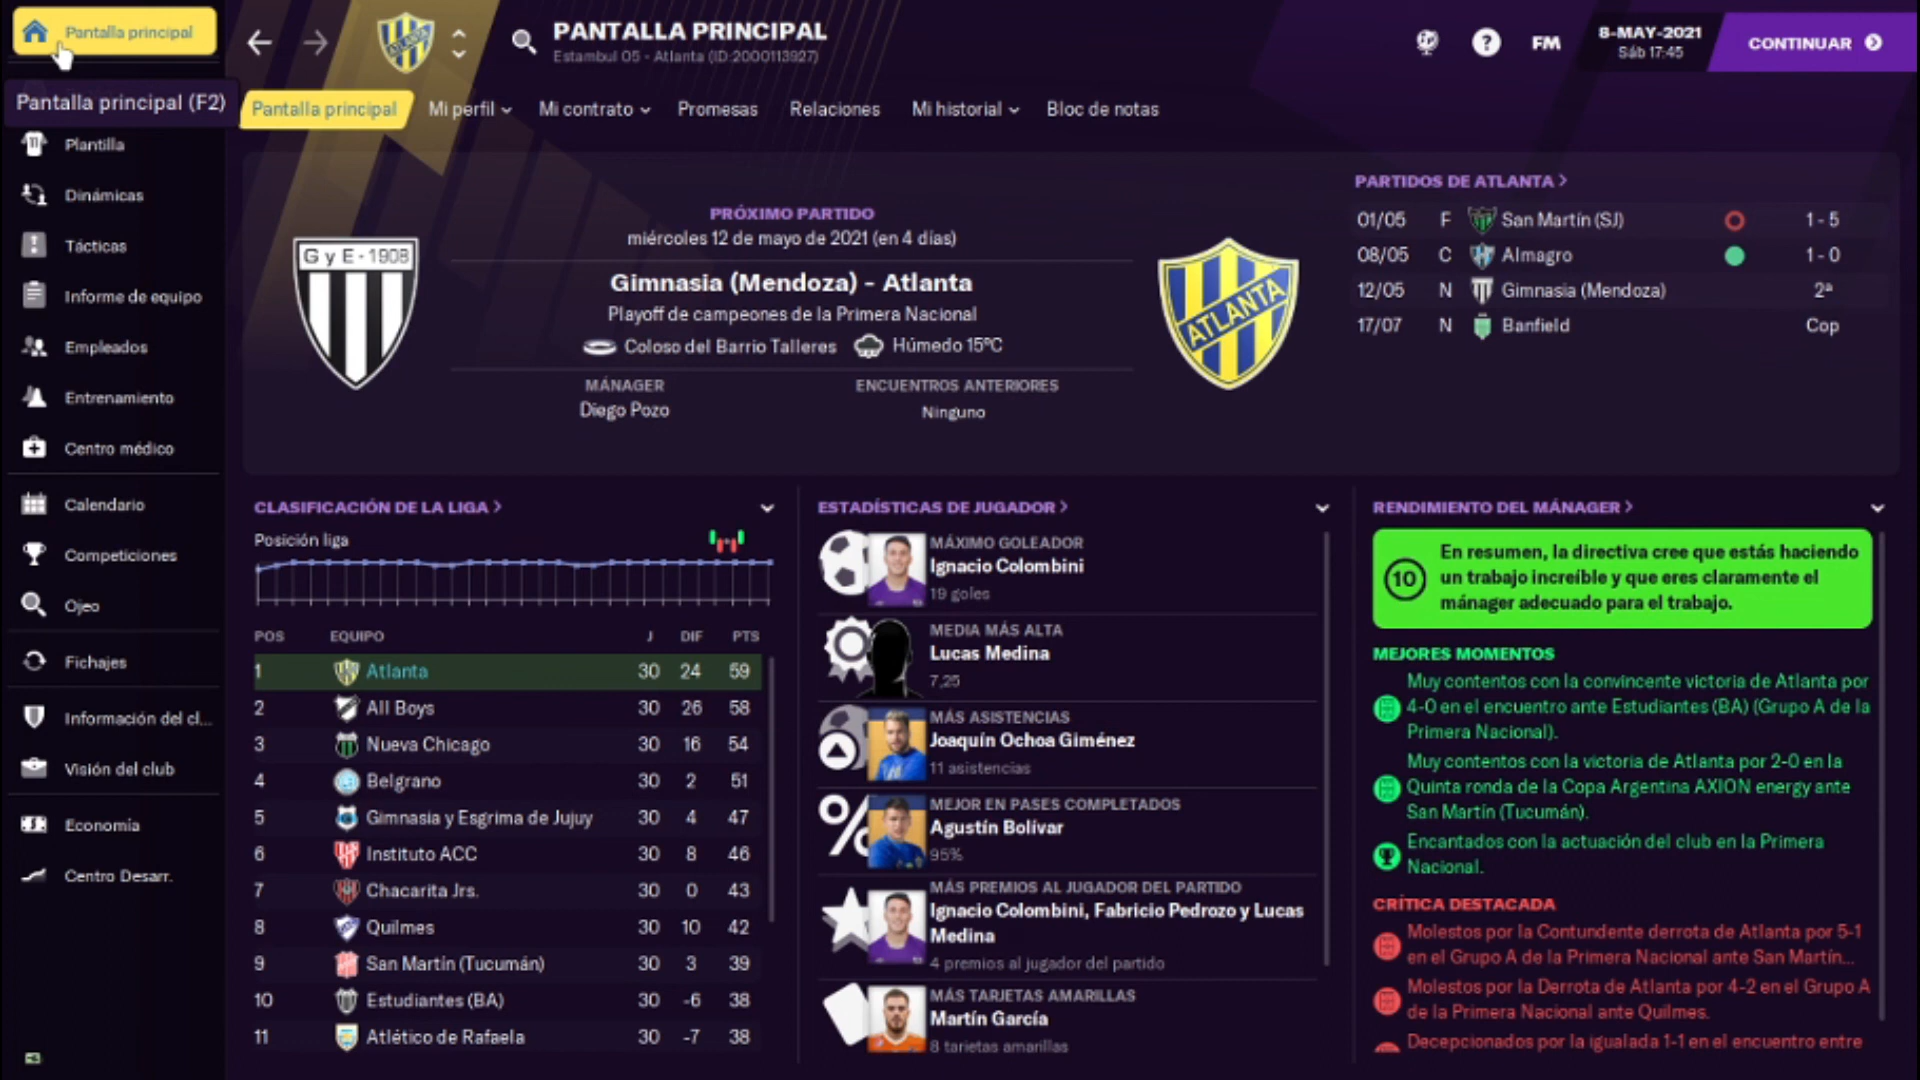 Pantalla principal
Pantalla principal (F2)
Plantilla
Dinámicas
Tácticas
Informe de equipo
Empleados
Entrenamiento
Centro médico
Calendario
Competiciones
Ojeo
Fichajes
Información del cl...
Visión del club
Economía
Centro Desarr.
ATLANTA
PANTALLA PRINCIPAL
Estambul 05 - Atlanta (ID:2000113927)
?
FM
8-MAY-2021
Sáb 17:45
CONTINUAR
Pantalla principal
Mi perfil
Mi contrato
Promesas
Relaciones
Mi historial
Bloc de notas
G y E - 1908
PRÓXIMO PARTIDO
miércoles 12 de mayo de 2021 (en 4 días)
Gimnasia (Mendoza) - Atlanta
Playoff de campeones de la Primera Nacional
Coloso del Barrio Talleres
Húmedo 15ºC
MÁNAGER
Diego Pozo
ENCUENTROS ANTERIORES
Ninguno
ATLANTA
PARTIDOS DE ATLANTA >
01/05 F San Martín (SJ) 1 - 5
08/05 C Almagro 1 - 0
12/05 N Gimnasia (Mendoza) 2ª
17/07 N Banfield Cop
CLASIFICACIÓN DE LA LIGA >
Posición liga
POS EQUIPO J DIF PTS
1 Atlanta 30 24 59
2 All Boys 30 26 58
3 Nueva Chicago 30 16 54
4 Belgrano 30 2 51
5 Gimnasia y Esgrima de Jujuy 30 4 47
6 Instituto ACC 30 8 46
7 Chacarita Jrs. 30 0 43
8 Quilmes 30 10 42
9 San Martín (Tucumán) 30 3 39
10 Estudiantes (BA) 30 -6 38
11 Atlético de Rafaela 30 -7 38
ESTADÍSTICAS DE JUGADOR >
MÁXIMO GOLEADOR
Ignacio Colombini
19 goles
MEDIA MÁS ALTA
Lucas Medina
7,25
MÁS ASISTENCIAS
Joaquín Ochoa Giménez
11 asistencias
%
MEJOR EN PASES COMPLETADOS
Agustín Bolívar
95%
MÁS PREMIOS AL JUGADOR DEL PARTIDO
Ignacio Colombini, Fabricio Pedrozo y Lucas
Medina
4 premios al jugador del partido
MÁS TARJETAS AMARILLAS
Martín García
8 tarjetas amarillas
RENDIMIENTO DEL MÁNAGER >
10
En resumen, la directiva cree que estás haciendo
un trabajo increíble y que eres claramente el
mánager adecuado para el trabajo.
MEJORES MOMENTOS
Muy contentos con la convincente victoria de Atlanta por
4-0 en el encuentro ante Estudiantes (BA) (Grupo A de la
Primera Nacional).
Muy contentos con la victoria de Atlanta por 2-0 en la
Quinta ronda de la Copa Argentina AXION energy ante
San Martín (Tucumán).
Encantados con la actuación del club en la Primera
Nacional.
CRÍTICA DESTACADA
Molestos por la Contundente derrota de Atlanta por 5-1
en el Grupo A de la Primera Nacional ante San Martín...
Molestos por la Derrota de Atlanta por 4-2 en el Grupo A
de la Primera Nacional ante Quilmes.
Decepcionados por la igualada 1-1 en el encuentro entre